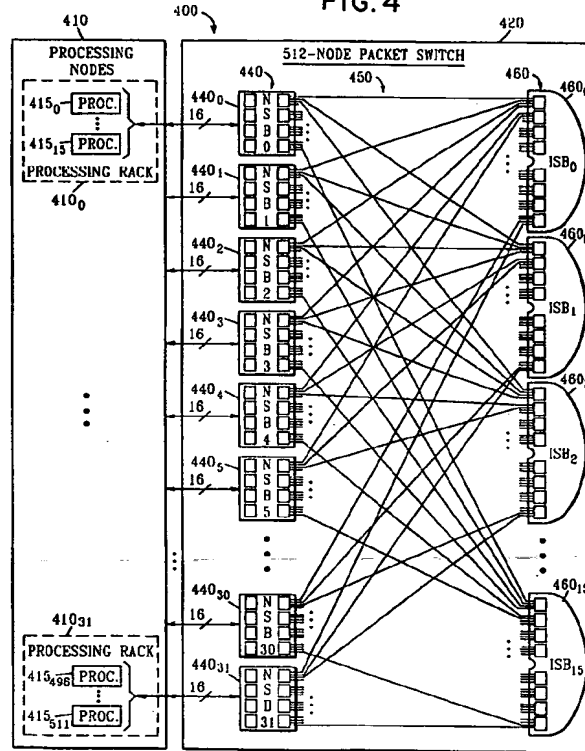 FIG. 4
400
410
420
PROCESSING NODES
512-NODE PACKET SWITCH
440
450
460
415₀ PROC.
415₁₅ PROC.
PROCESSING RACK
410₀
16
440₀
N S B 0
16
440₁
N S B 1
16
440₂
N S B 2
16
440₃
N S B 3
16
440₄
N S B 4
16
440₅
N S B 5
16
440₃₀
N S B 30
16
440₃₁
N S D 31
410₃₁
PROCESSING RACK
415₄₉₆ PROC.
415₅₁₁ PROC.
460₀
ISB₀
460
ISB₁
460
ISB₂
460₁₅
ISB₁₅